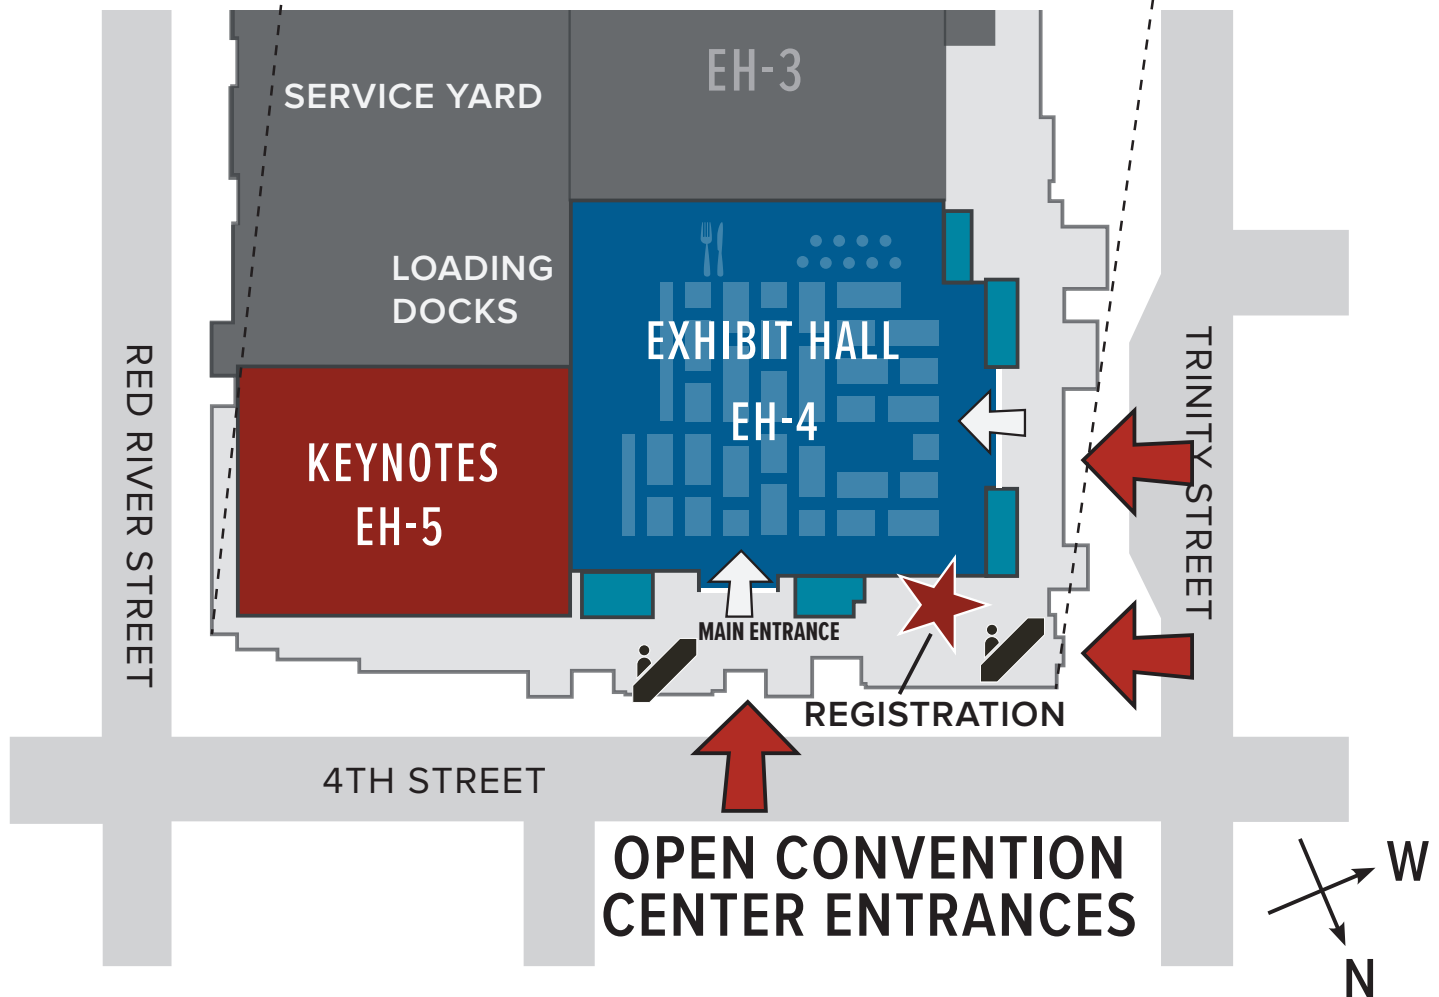 EH-3
SERVICE YARD
LOADING
DOCKS
EXHIBIT HALL
EH-4
KEYNOTES
EH-5
RED RIVER STREET
TRINITY STREET
MAIN ENTRANCE
REGISTRATION
4TH STREET
OPEN CONVENTION
CENTER ENTRANCES
W
N